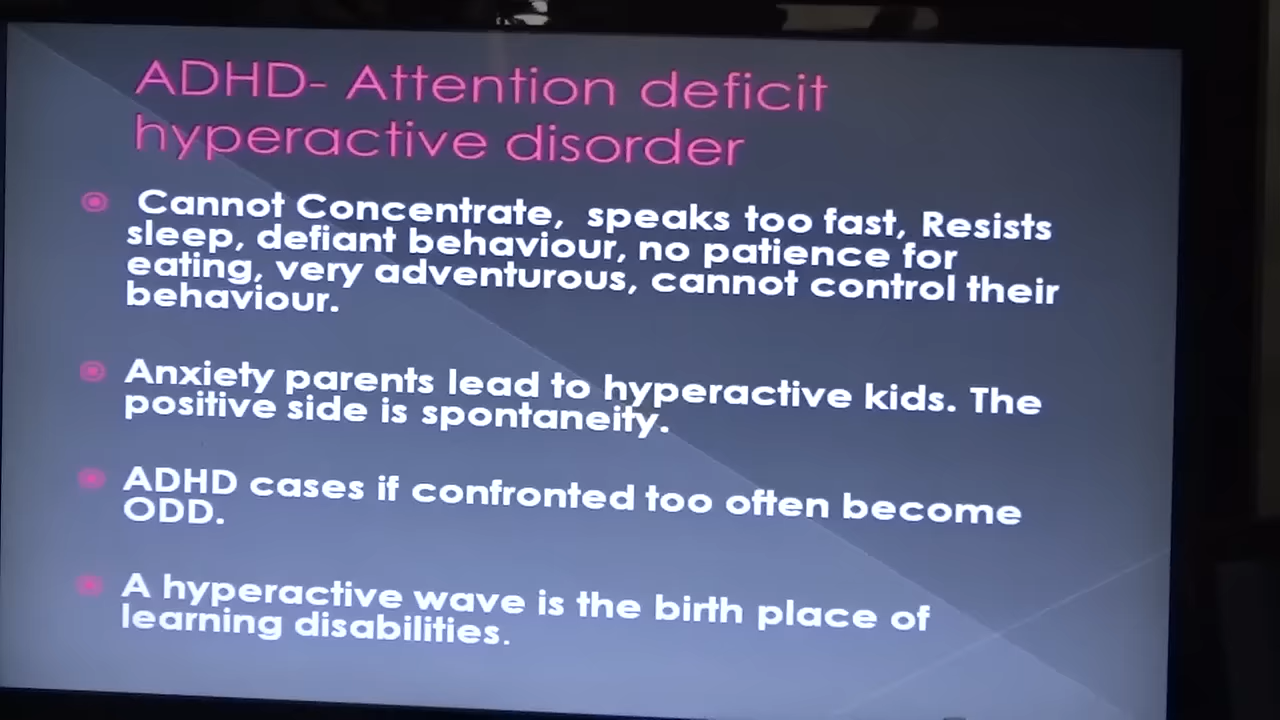 ADHD- Attention deficit
hyperactive disorder
Cannot Concentrate, speaks too fast, Resists
sleep, defiant behaviour, no patience for
eating, very adventurous, cannot control their
behaviour.
Anxiety parents lead to hyperactive kids. The
positive side is spontaneity.
ADHD cases if confronted too often become
ODD.
A hyperactive wave is the birth place of
learning disabilities.